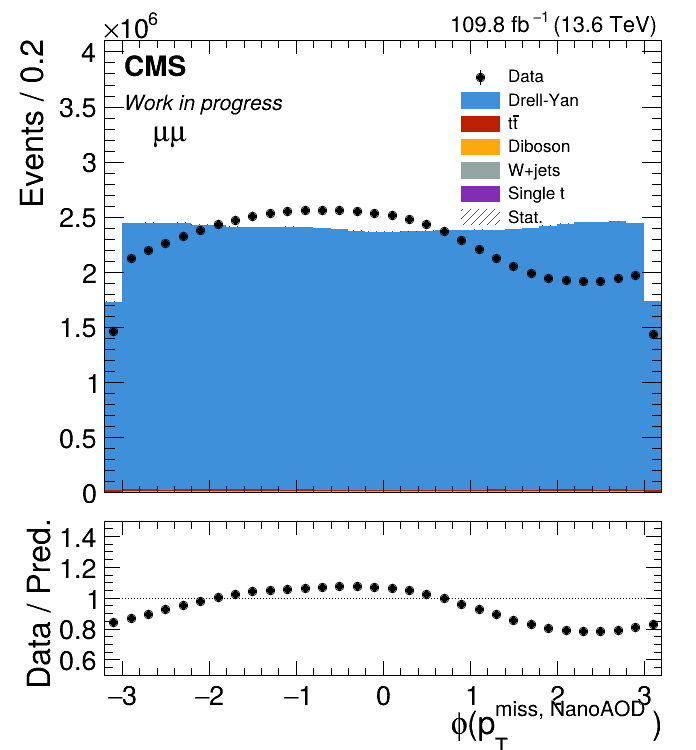 ×10⁶
109.8 fb⁻¹ (13.6 TeV)
Events / 0.2
4
3.5
3
2.5
2
1.5
1
0.5
0
CMS
Work in progress
μμ
Data
Drell-Yan
tt̅
Diboson
W+jets
Single t
Stat.
Data / Pred.
1.4
1.2
1
0.8
0.6
−3 −2 −1 0 1 2 3
ϕ(p_T^miss, NanoAOD)